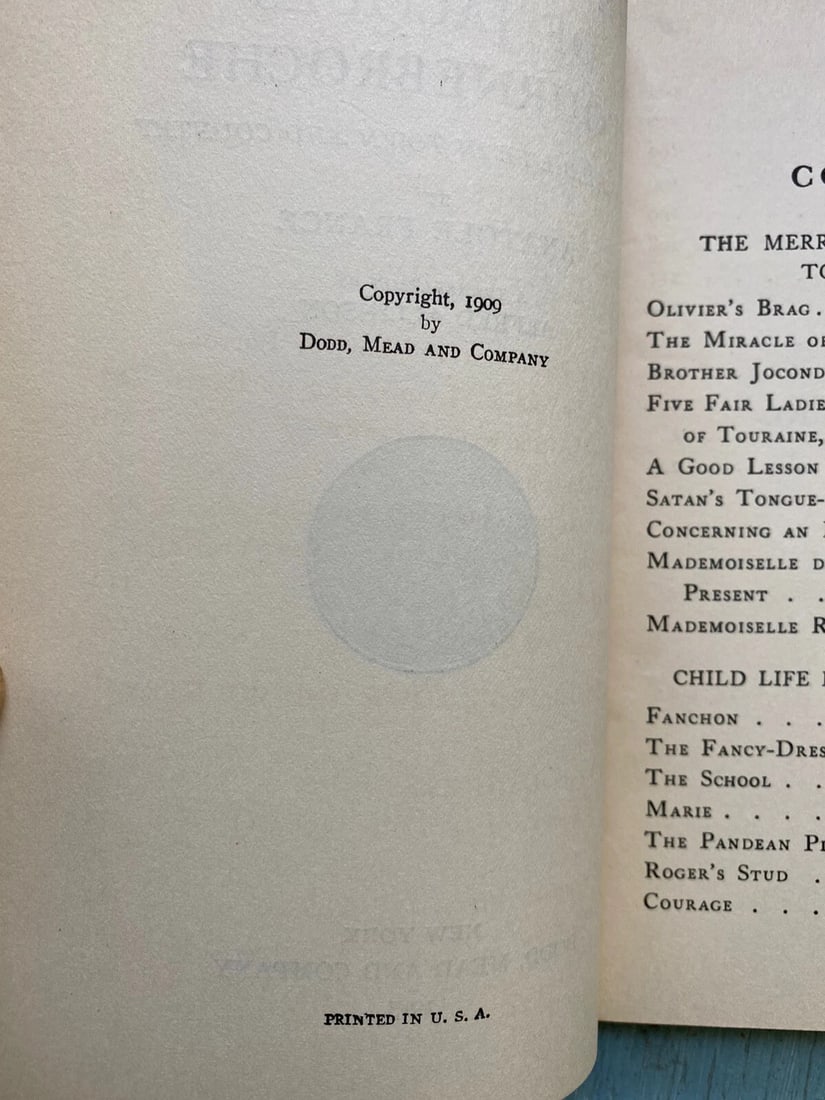 Copyright, 1909
by
Dodd, Mead and Company
PRINTED IN U. S. A.
THE MERR
Olivier's Brag .
The Miracle of
Brother Jocond
Five Fair Ladie
of Touraine,
A Good Lesson
Satan's Tongue-
Concerning an
Mademoiselle d
Present . .
Mademoiselle R
CHILD LIFE
Fanchon . . .
The Fancy-Dres
The School . .
Marie . . . .
The Pandean Pi
Roger's Stud .
Courage . . .